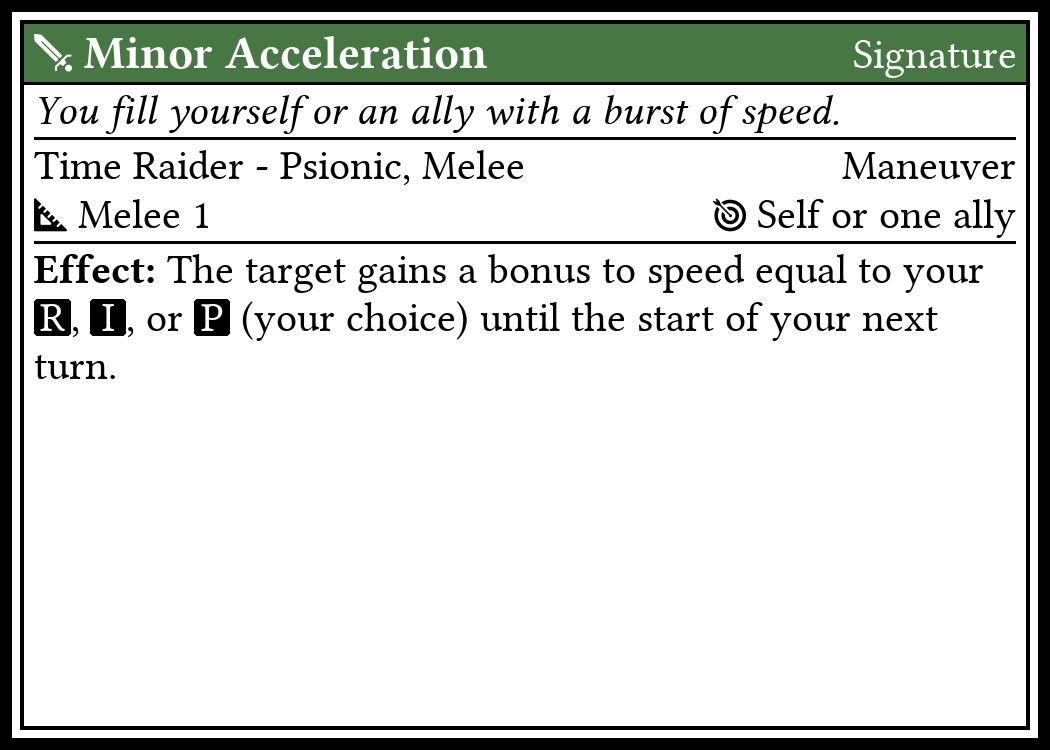 Minor Acceleration Signature
You fill yourself or an ally with a burst of speed.
Time Raider - Psionic, Melee Maneuver
Melee 1 Self or one ally
Effect: The target gains a bonus to speed equal to your
R, I, or P (your choice) until the start of your next
turn.